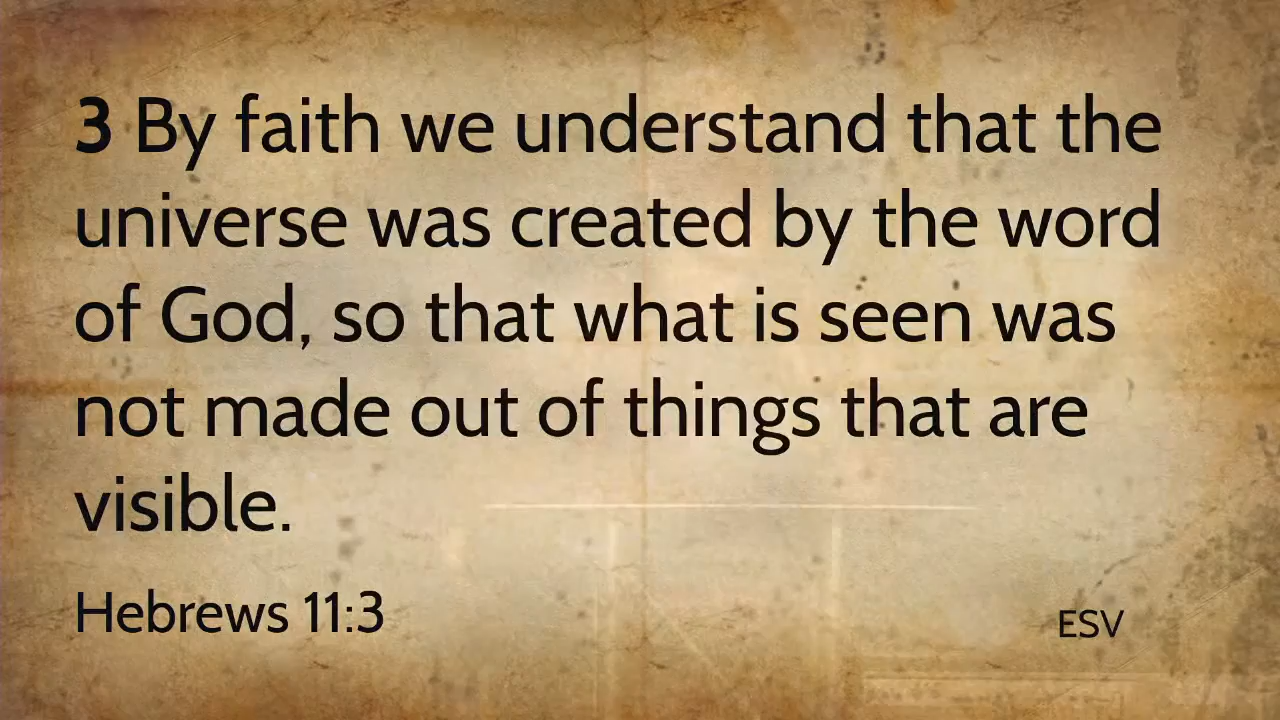 3 By faith we understand that the
universe was created by the word
of God, so that what is seen was
not made out of things that are
visible.
Hebrews 11:3
ESV